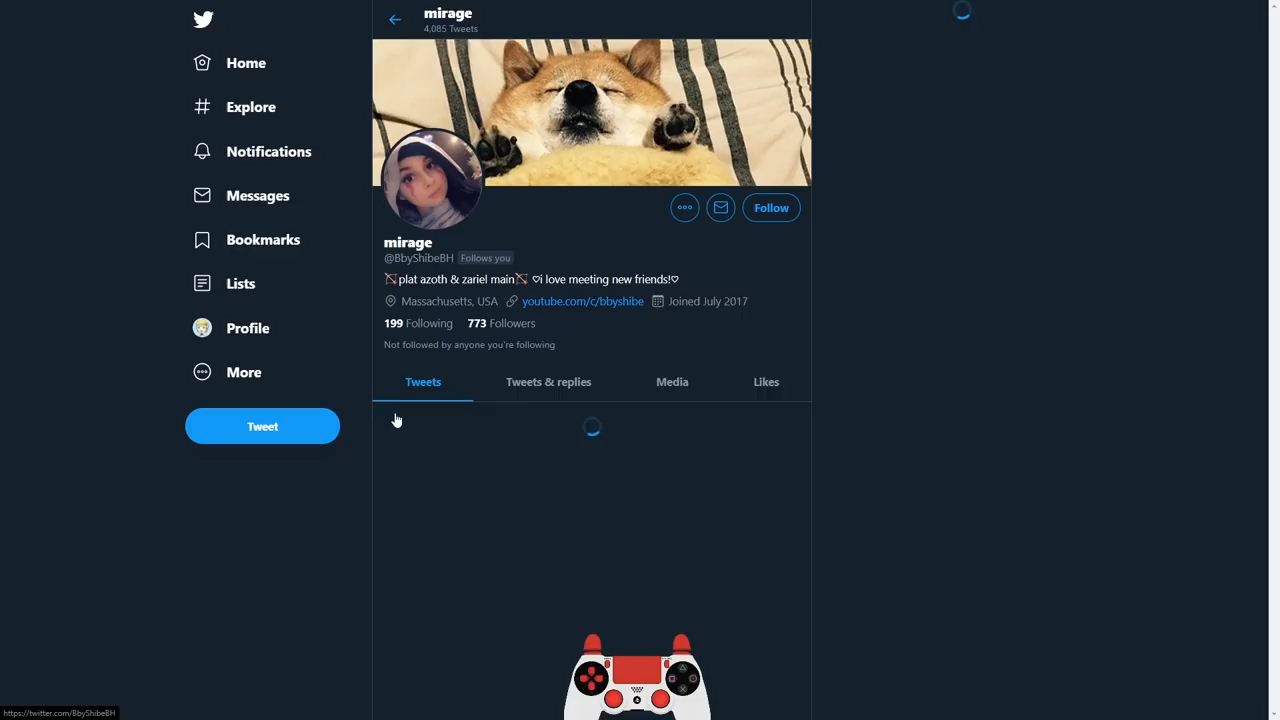 mirage
4,085 Tweets
Home
Explore
Notifications
Messages
Bookmarks
Lists
Profile
More
Tweet
Follow
mirage
@BbyShibeBH Follows you
🏹plat azoth & zariel main🏹 ♡i love meeting new friends!♡
Massachusetts, USA youtube.com/c/bbyshibe Joined July 2017
199 Following 773 Followers
Not followed by anyone you're following
Tweets Tweets & replies Media Likes
https://twitter.com/BbyShibeBH